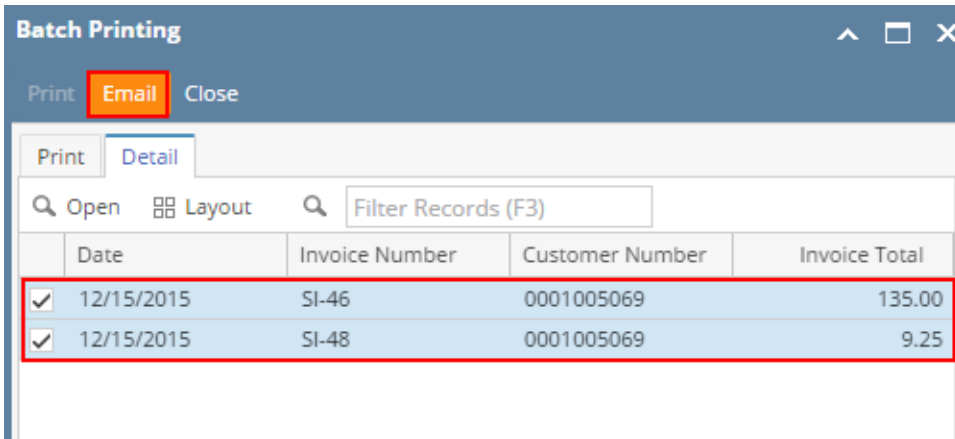 Batch Printing
Print Email Close
Print Detail
Open Layout Filter Records (F3)
Date Invoice Number Customer Number Invoice Total
12/15/2015 SI-46 0001005069 135.00
12/15/2015 SI-48 0001005069 9.25